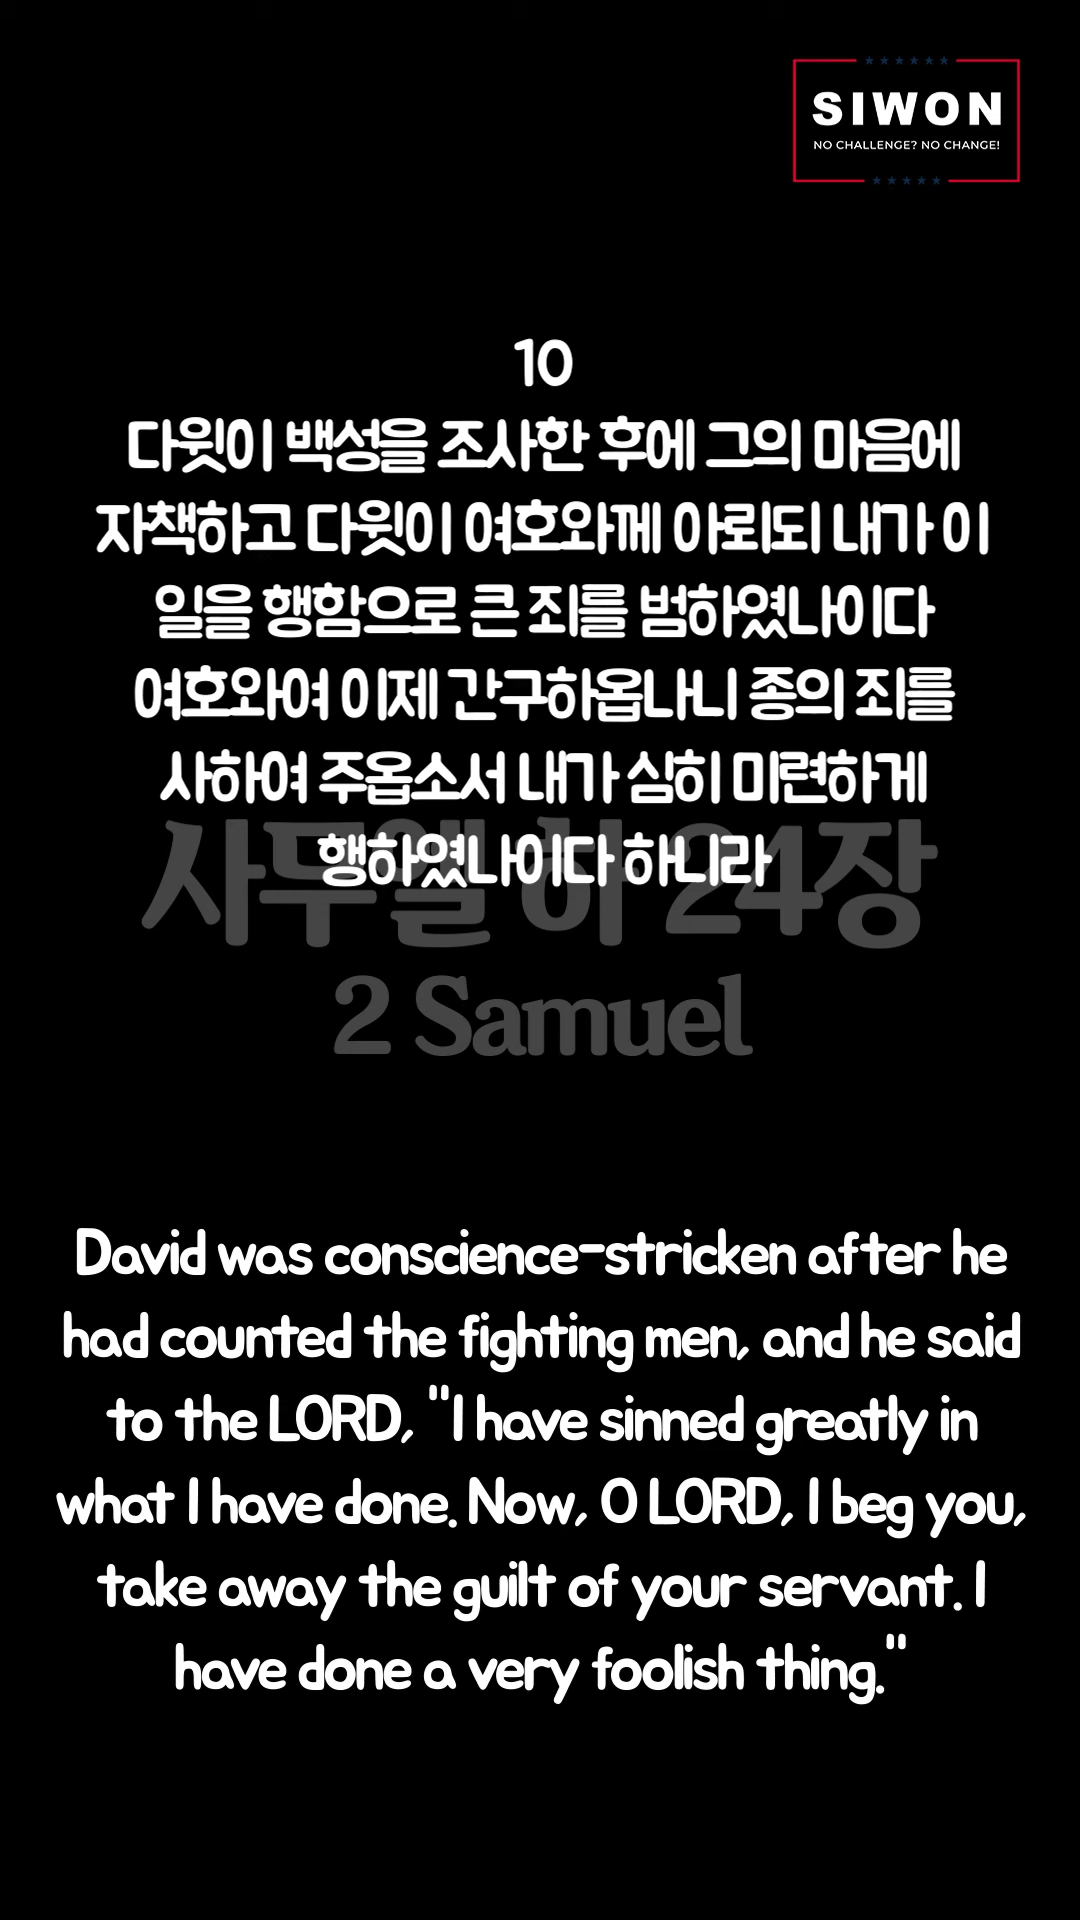 SIWON
NO CHALLENGE? NO CHANGE!
10
다윗이 백성을 조사한 후에 그의 마음에
자책하고 다윗이 여호와께 아뢰되 내가 이
일을 행함으로 큰 죄를 범하였나이다
여호와여 이제 간구하옵나니 종의 죄를
사하여 주옵소서 내가 심히 미련하게
행하였나이다 하니라
사무엘 하 24장
2 Samuel
David was conscience-stricken after he
had counted the fighting men, and he said
to the LORD, "I have sinned greatly in
what I have done. Now, O LORD, I beg you,
take away the guilt of your servant. I
have done a very foolish thing."